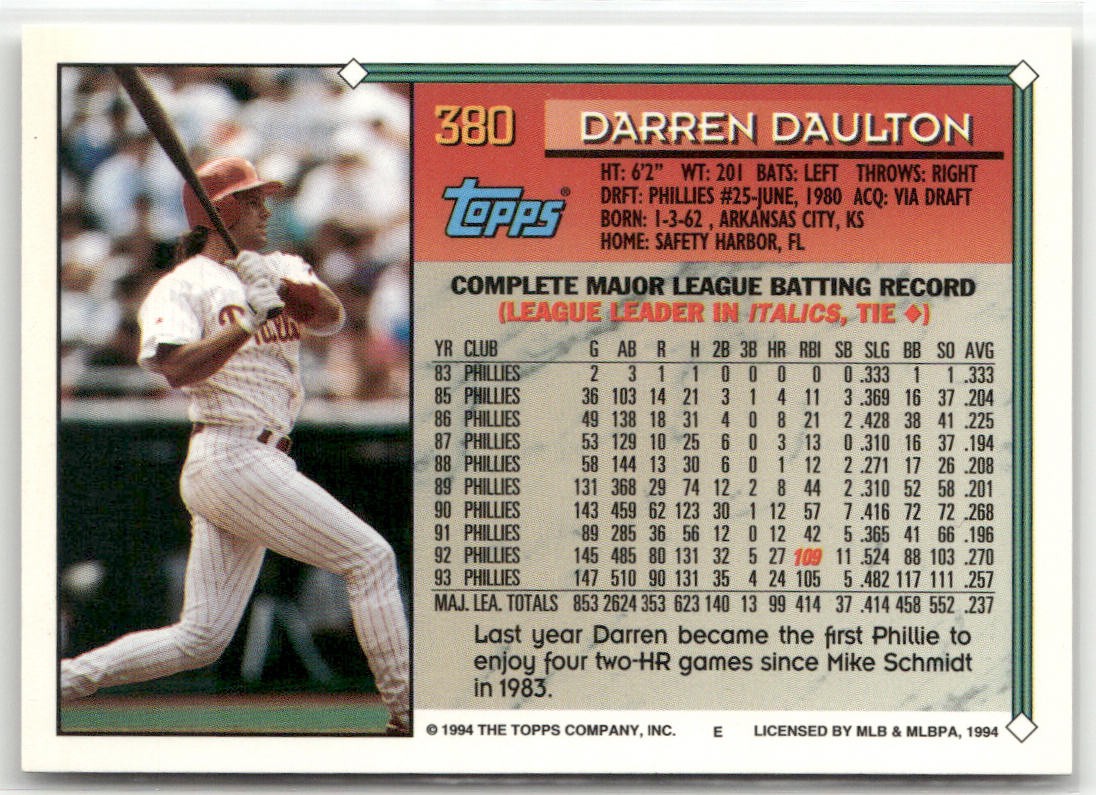 380 DARREN DAULTON
topps®
HT: 6'2" WT: 201 BATS: LEFT THROWS: RIGHT
DRFT: PHILLIES #25-JUNE, 1980 ACQ: VIA DRAFT
BORN: 1-3-62 , ARKANSAS CITY, KS
HOME: SAFETY HARBOR, FL
COMPLETE MAJOR LEAGUE BATTING RECORD
(LEAGUE LEADER IN ITALICS, TIE ♦)
YR CLUB G AB R H 2B 3B HR RBI SB SLG BB SO AVG
83 PHILLIES 2 3 1 1 0 0 0 0 0 .333 1 1 .333
85 PHILLIES 36 103 14 21 3 1 4 11 3 .369 16 37 .204
86 PHILLIES 49 138 18 31 4 0 8 21 2 .428 38 41 .225
87 PHILLIES 53 129 10 25 6 0 3 13 0 .310 16 37 .194
88 PHILLIES 58 144 13 30 6 0 1 12 2 .271 17 26 .208
89 PHILLIES 131 368 29 74 12 2 8 44 2 .310 52 58 .201
90 PHILLIES 143 459 62 123 30 1 12 57 7 .416 72 72 .268
91 PHILLIES 89 285 36 56 12 0 12 42 5 .365 41 66 .196
92 PHILLIES 145 485 80 131 32 5 27 109 11 .524 88 103 .270
93 PHILLIES 147 510 90 131 35 4 24 105 5 .482 117 111 .257
MAJ. LEA. TOTALS 853 2624 353 623 140 13 99 414 37 .414 458 552 .237
Last year Darren became the first Phillie to
enjoy four two-HR games since Mike Schmidt
in 1983.
© 1994 THE TOPPS COMPANY, INC. E LICENSED BY MLB & MLBPA, 1994